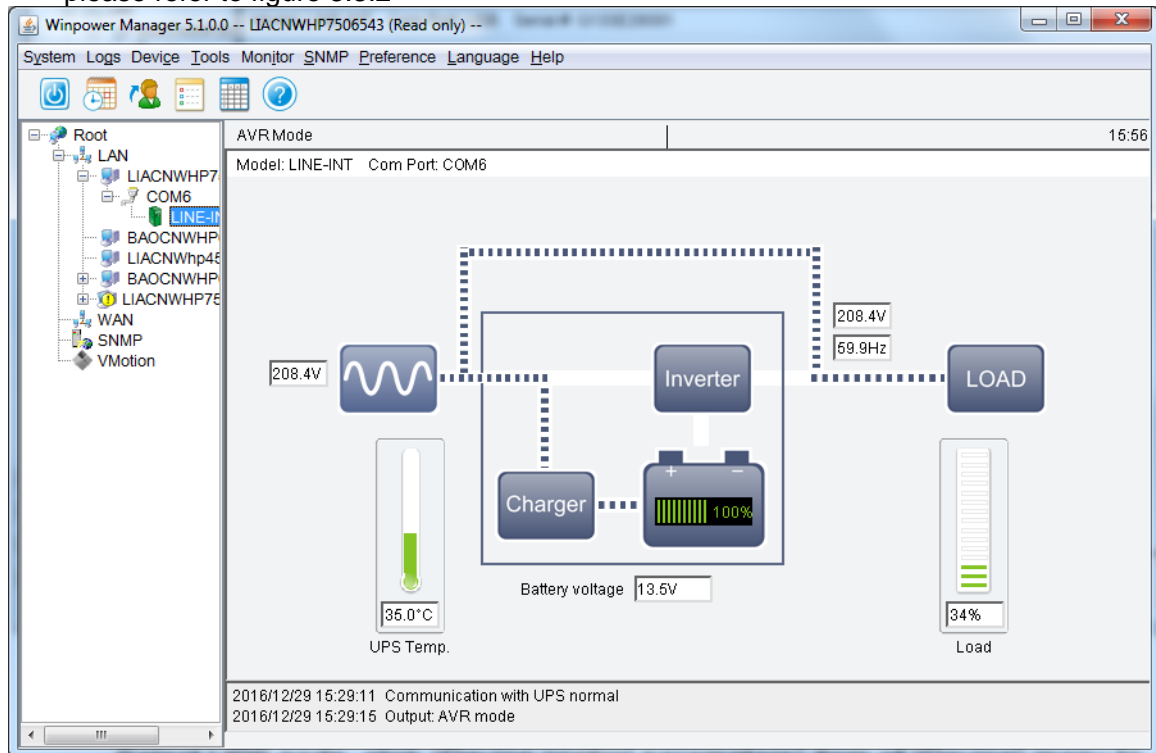 please refer to figure
Winpower Manager 5.1.0.0 -- LIACNWHP7506543 (Read only) --
System Logs Device Tools Monitor SNMP Preference Language Help
Root
LAN
LIACNWHP7
COM6
LINE-IN
BAOCNWHP
LIACNWhp45
BAOCNWHP
LIACNWHP75
WAN
SNMP
VMotion
AVR Mode
15:56
Model: LINE-INT Com Port: COM6
208.4V
59.9Hz
208.4V
Inverter
LOAD
Charger
+ −
100%
Battery voltage 13.5V
35.0°C
UPS Temp.
34%
Load
2016/12/29 15:29:11 Communication with UPS normal
2016/12/29 15:29:15 Output: AVR mode